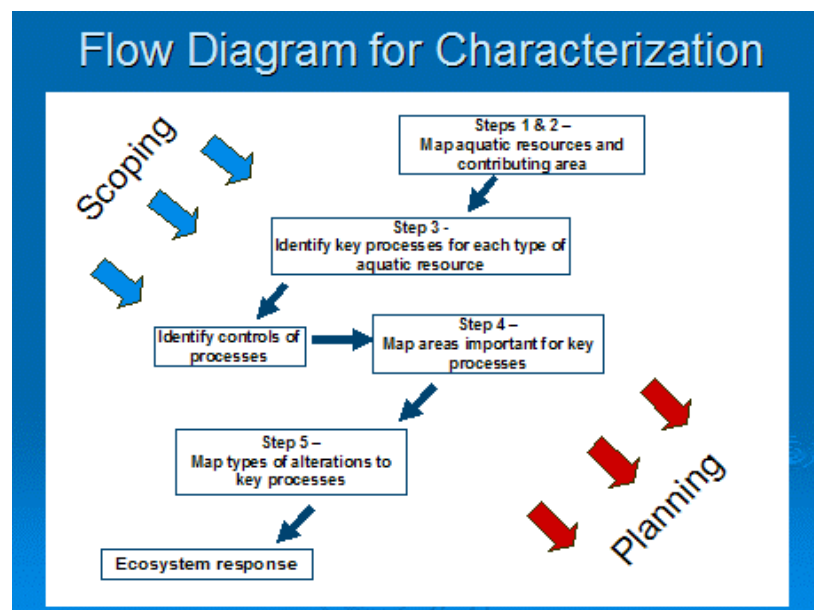 Flow Diagram for Characterization
Scoping
Steps 1 & 2 –
Map aquatic resources and
contributing area
Step 3 -
Identify key processes for each type of
aquatic resource
Identify controls of
processes
Step 4 –
Map areas important for key
processes
Step 5 –
Map types of alterations to
key processes
Ecosystem response
Planning